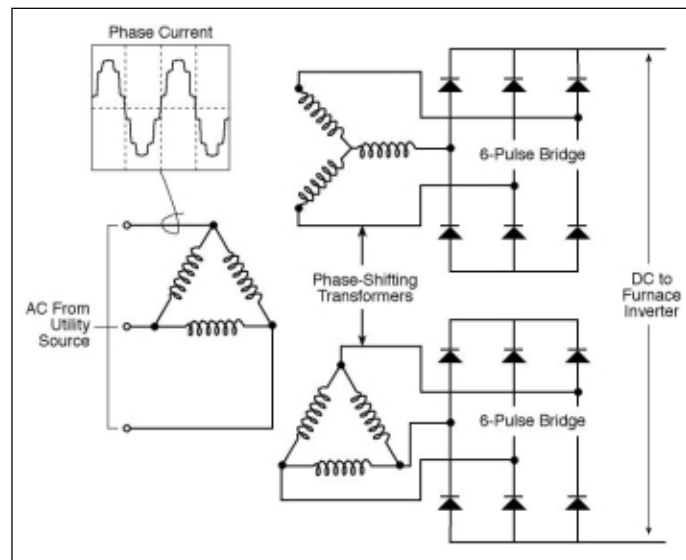 Phase Current
6-Pulse Bridge
AC From
Utility
Source
Phase-Shifting
Transformers
DC to
Furnace
Inverter
6-Pulse Bridge